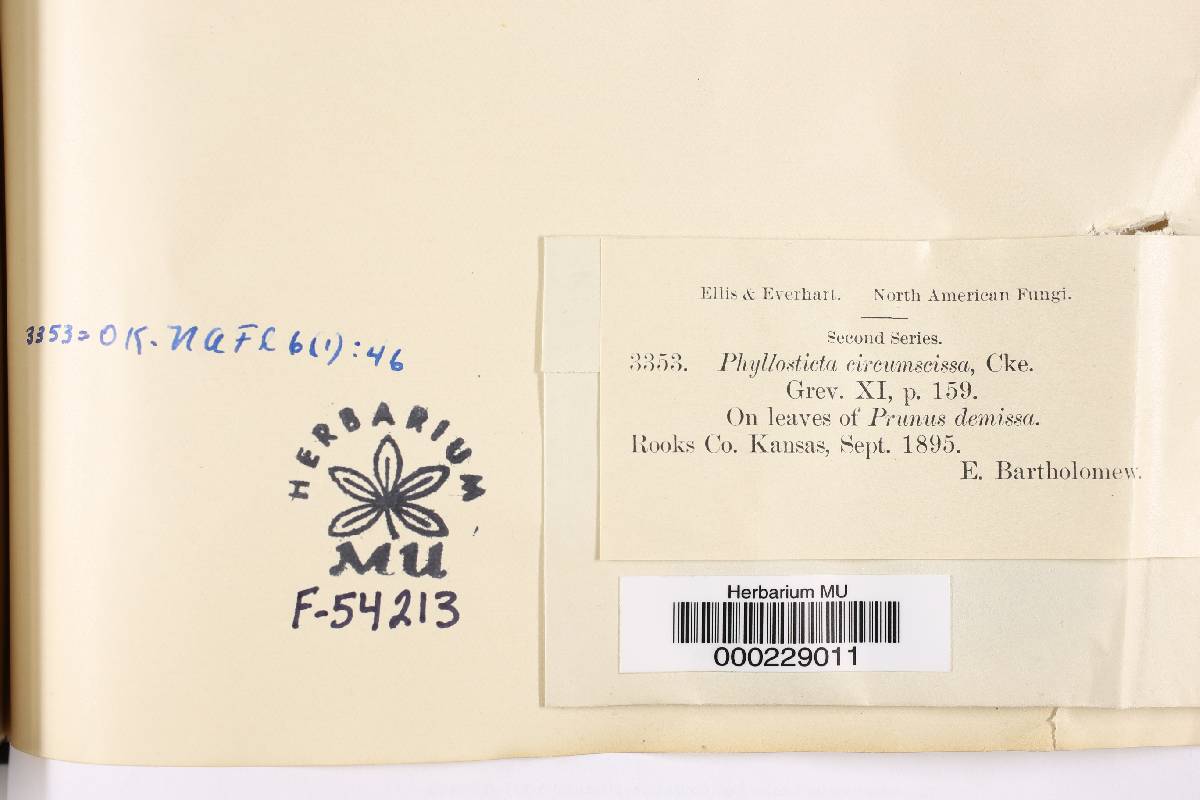 3353= OK. NAFl 6(1):46
HERBARIUM
MU
F-54213
Ellis & Everhart. North American Fungi.
Second Series.
3353. Phyllosticta circumscissa, Cke.
Grev. XI, p. 159.
On leaves of Prunus demissa.
Rooks Co. Kansas, Sept. 1895.
E. Bartholomew.
Herbarium MU
000229011